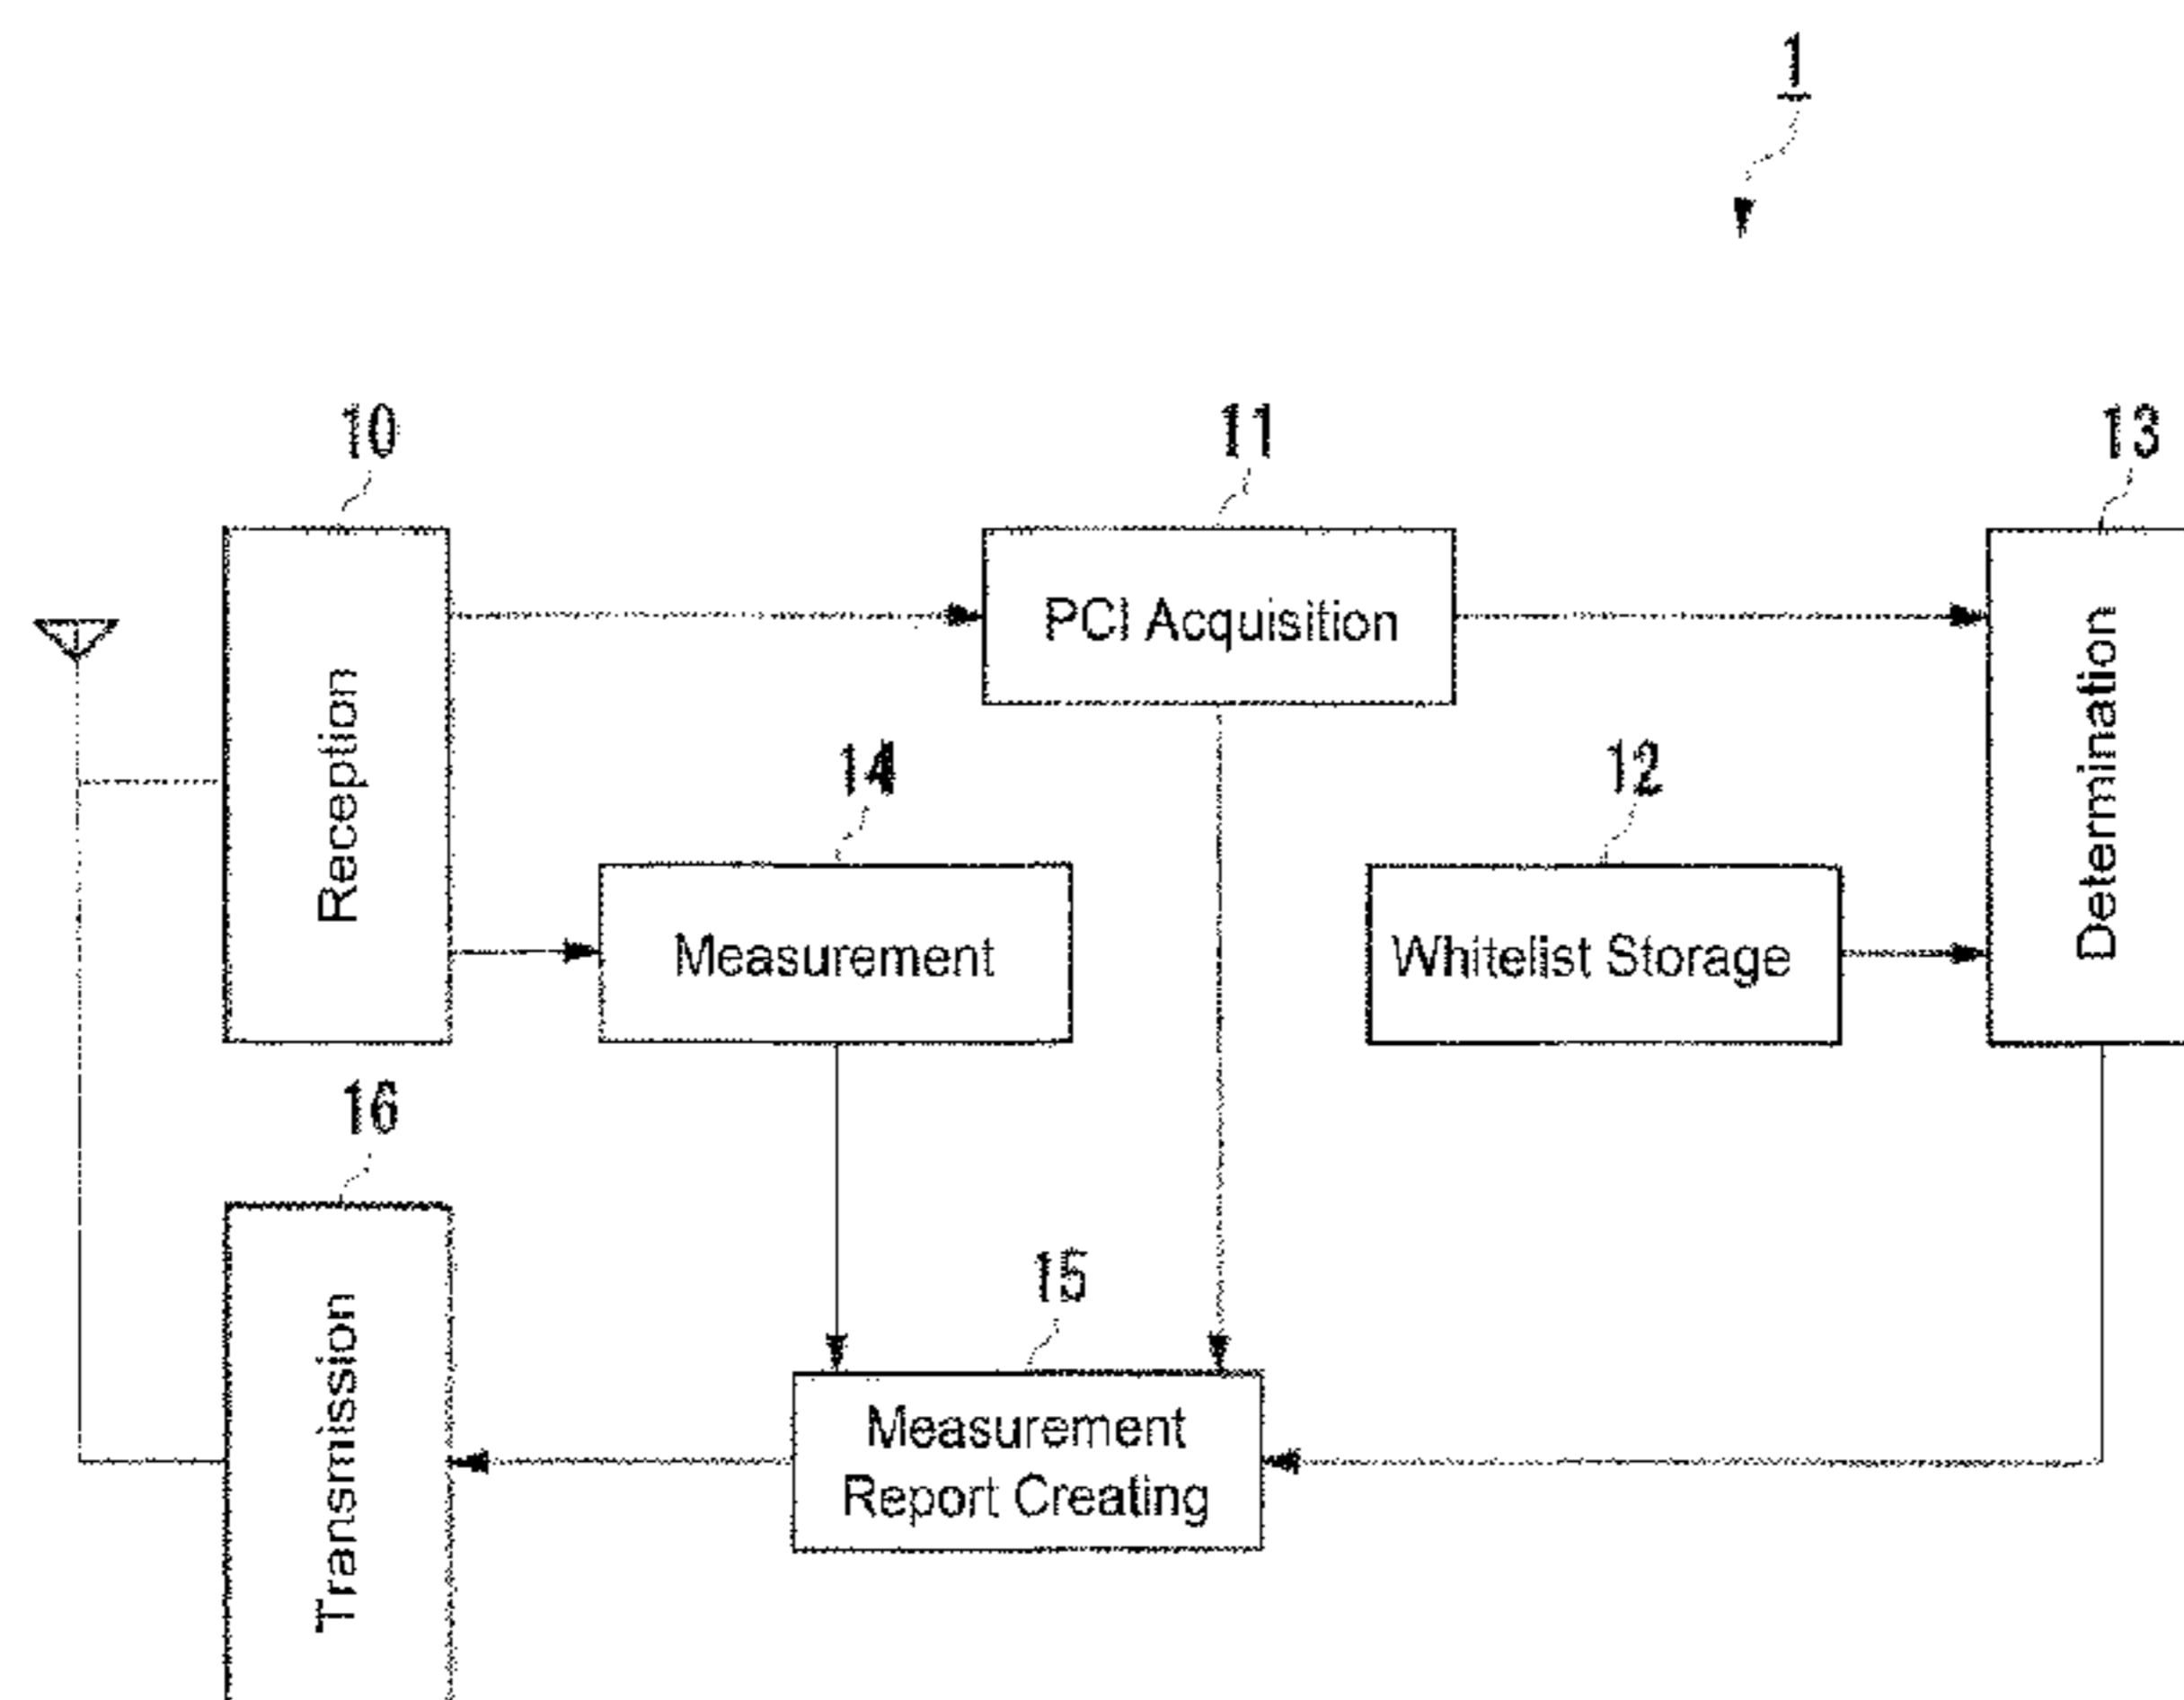 1
10
11
13
PCI Acquisition
Reception
Determination
14
12
Measurement
Whitelist Storage
16
15
Transmission
Measurement
Report Creating